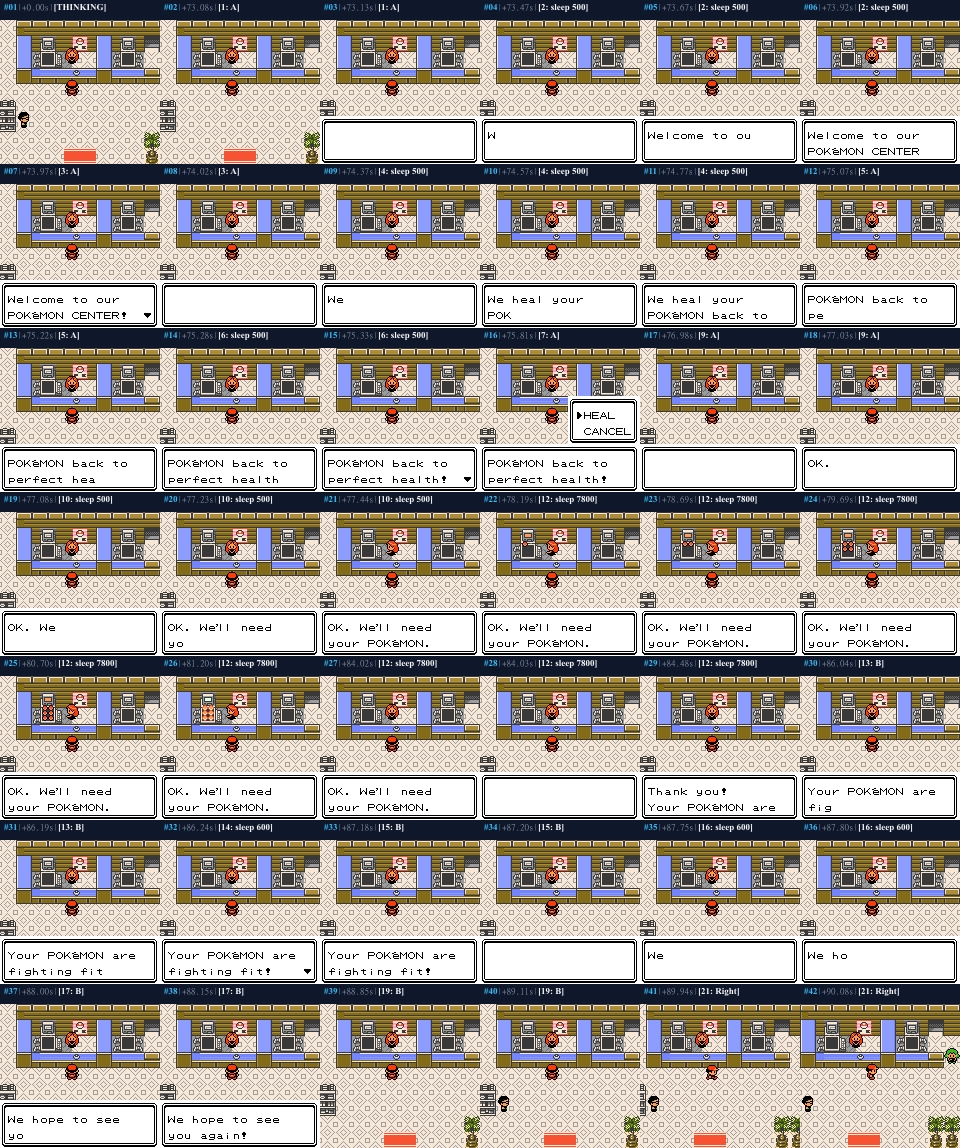 #01 | +0.00s | [THINKING]
#02 | +73.08s | [1: A]
#03 | +73.13s | [1: A]
#04 | +73.47s | [2: sleep 500]
#05 | +73.67s | [2: sleep 500]
#06 | +73.92s | [2: sleep 500]
W
Welcome to ou
Welcome to our
POKéMON CENTER
#07 | +73.97s | [3: A]
#08 | +74.02s | [3: A]
#09 | +74.37s | [4: sleep 500]
#10 | +74.57s | [4: sleep 500]
#11 | +74.77s | [4: sleep 500]
#12 | +75.07s | [5: A]
Welcome to our
POKéMON CENTER!
We
We heal your
POK
We heal your
POKéMON back to
POKéMON back to
pe
#13 | +75.22s | [5: A]
#14 | +75.28s | [6: sleep 500]
#15 | +75.33s | [6: sleep 500]
#16 | +75.81s | [7: A]
#17 | +76.98s | [9: A]
#18 | +77.03s | [9: A]
HEAL
CANCEL
POKéMON back to
perfect hea
POKéMON back to
perfect health
POKéMON back to
perfect health!
POKéMON back to
perfect health!
OK.
#19 | +77.08s | [10: sleep 500]
#20 | +77.23s | [10: sleep 500]
#21 | +77.44s | [10: sleep 500]
#22 | +78.19s | [12: sleep 7800]
#23 | +78.69s | [12: sleep 7800]
#24 | +79.69s | [12: sleep 7800]
OK. We
OK. We'll need
yo
OK. We'll need
your POKéMON.
OK. We'll need
your POKéMON.
OK. We'll need
your POKéMON.
OK. We'll need
your POKéMON.
#25 | +80.70s | [12: sleep 7800]
#26 | +81.20s | [12: sleep 7800]
#27 | +84.02s | [12: sleep 7800]
#28 | +84.03s | [12: sleep 7800]
#29 | +84.48s | [12: sleep 7800]
#30 | +86.04s | [13: B]
OK. We'll need
your POKéMON.
OK. We'll need
your POKéMON.
OK. We'll need
your POKéMON.
Thank you!
Your POKéMON are
Your POKéMON are
fig
#31 | +86.19s | [13: B]
#32 | +86.24s | [14: sleep 600]
#33 | +87.18s | [15: B]
#34 | +87.20s | [15: B]
#35 | +87.75s | [16: sleep 600]
#36 | +87.80s | [16: sleep 600]
Your POKéMON are
fighting fit
Your POKéMON are
fighting fit!
Your POKéMON are
fighting fit!
We
We ho
#37 | +88.00s | [17: B]
#38 | +88.15s | [17: B]
#39 | +88.85s | [19: B]
#40 | +89.11s | [19: B]
#41 | +89.94s | [21: Right]
#42 | +90.08s | [21: Right]
We hope to see
yo
We hope to see
you again!